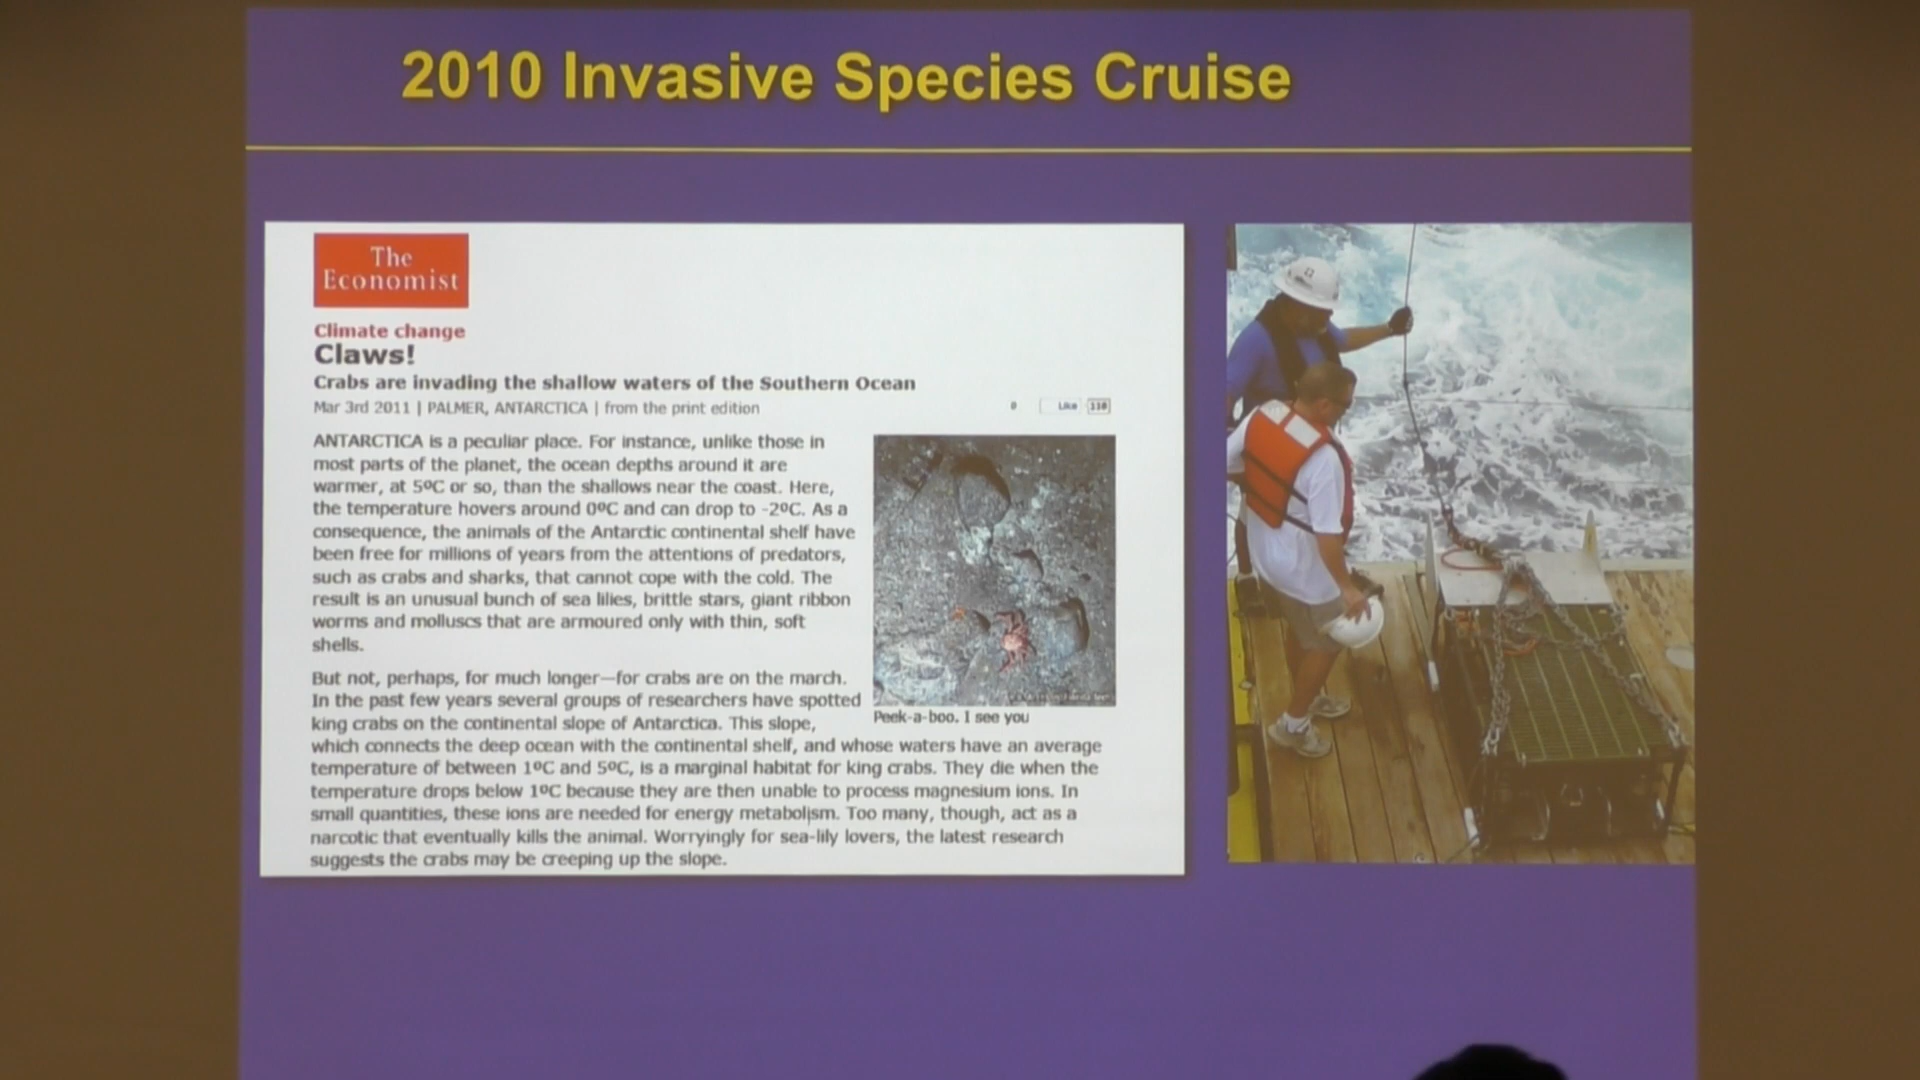 2010 Invasive Species Cruise
The
Economist
Climate change
Claws!
Crabs are invading the shallow waters of the Southern Ocean
Mar 3rd 2011 | PALMER, ANTARCTICA | from the print edition
0 Like
ANTARCTICA is a peculiar place. For instance, unlike those in
most parts of the planet, the ocean depths around it are
warmer, at 5ºC or so, than the shallows near the coast. Here,
the temperature hovers around 0ºC and can drop to -2ºC. As a
consequence, the animals of the Antarctic continental shelf have
been free for millions of years from the attentions of predators,
such as crabs and sharks, that cannot cope with the cold. The
result is an unusual bunch of sea lilies, brittle stars, giant ribbon
worms and molluscs that are armoured only with thin, soft
shells.
But not, perhaps, for much longer—for crabs are on the march.
In the past few years several groups of researchers have spotted
king crabs on the continental slope of Antarctica. This slope,
Peek-a-boo. I see you
which connects the deep ocean with the continental shelf, and whose waters have an average
temperature of between 1ºC and 5ºC, is a marginal habitat for king crabs. They die when the
temperature drops below 1ºC because they are then unable to process magnesium ions. In
small quantities, these ions are needed for energy metabolism. Too many, though, act as a
narcotic that eventually kills the animal. Worryingly for sea-lily lovers, the latest research
suggests the crabs may be creeping up the slope.